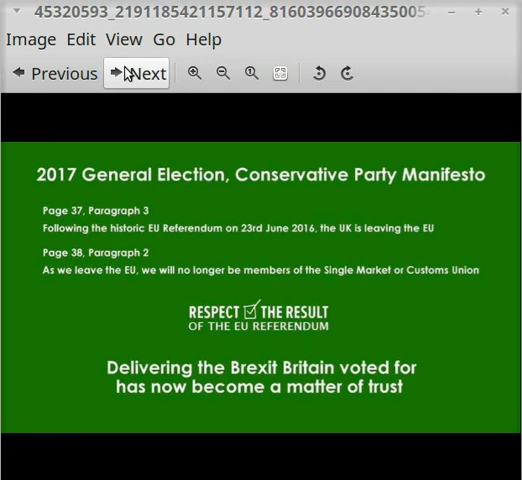 45320593_2191185421157112_81603966908435005
Image Edit View Go Help
Previous Next
2017 General Election, Conservative Party Manifesto
Page 37, Paragraph 3
Following the historic EU Referendum on 23rd June 2016, the UK is leaving the EU
Page 38, Paragraph 2
As we leave the EU, we will no longer be members of the Single Market or Customs Union
RESPECT THE RESULT
OF THE EU REFERENDUM
Delivering the Brexit Britain voted for
has now become a matter of trust